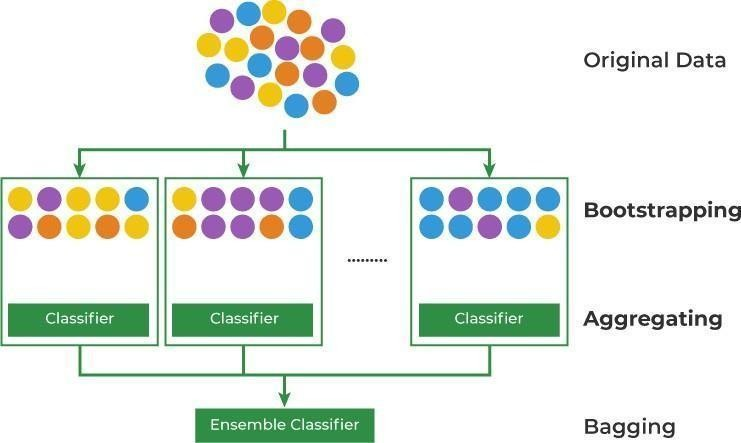 Original Data
Bootstrapping
.........
Classifier
Classifier
Classifier
Aggregating
Ensemble Classifier
Bagging